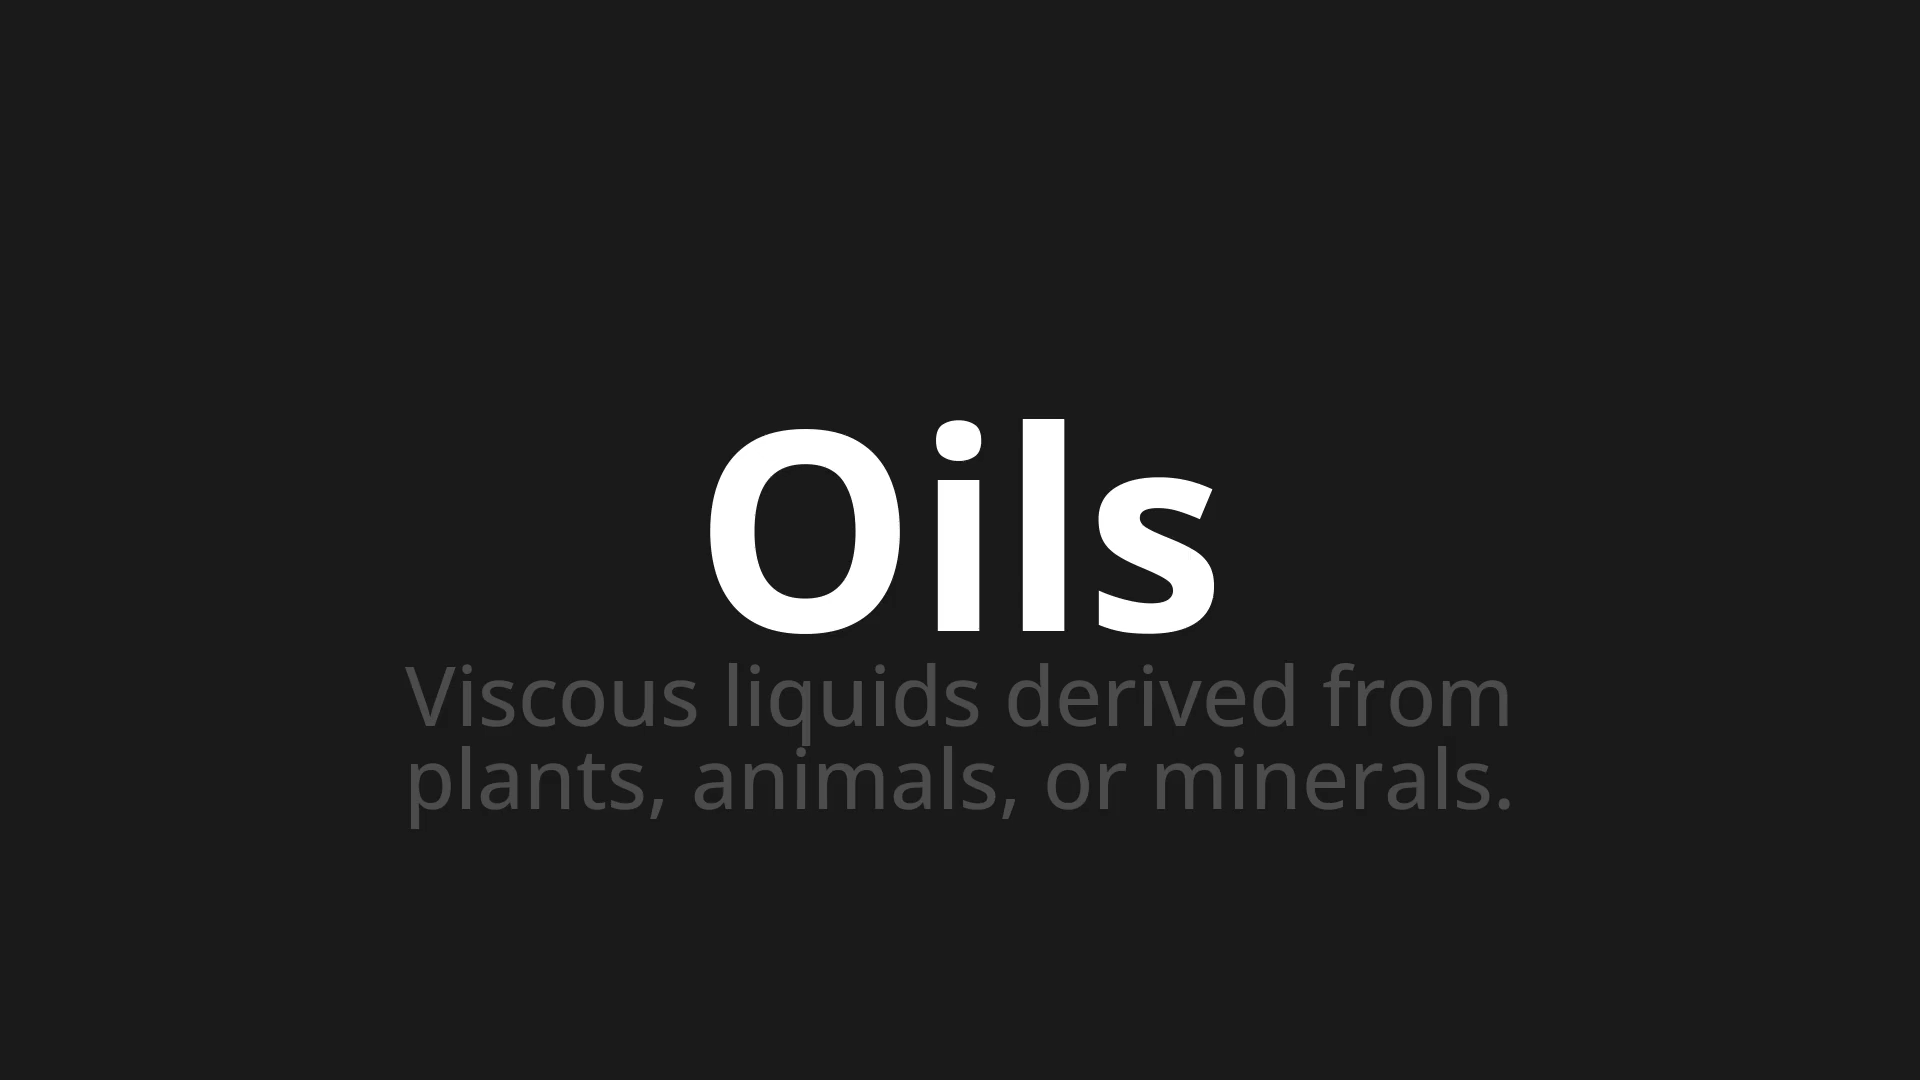 Oils
Viscous liquids derived from
plants, animals, or minerals.